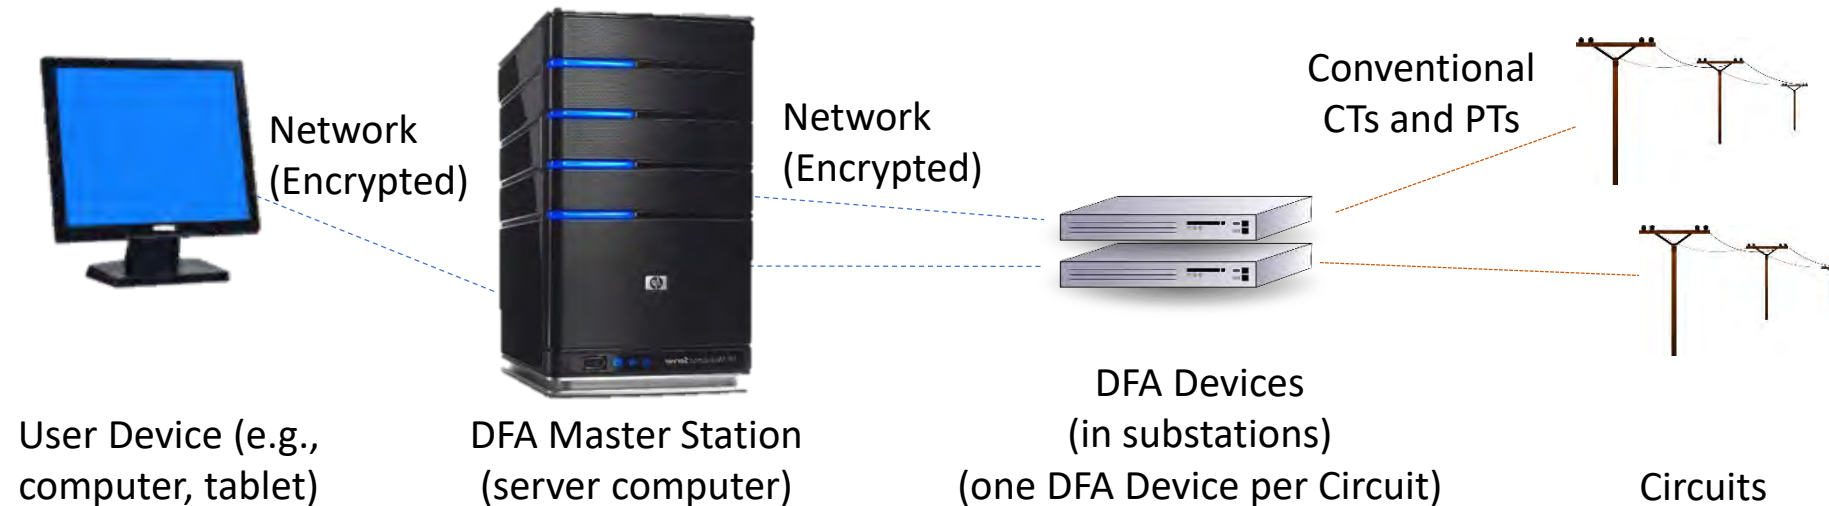 Network
(Encrypted)
Network
(Encrypted)
Conventional
CTs and PTs
User Device (e.g.,
computer, tablet)
DFA Master Station
(server computer)
DFA Devices
(in substations)
(one DFA Device per Circuit)
Circuits
hp